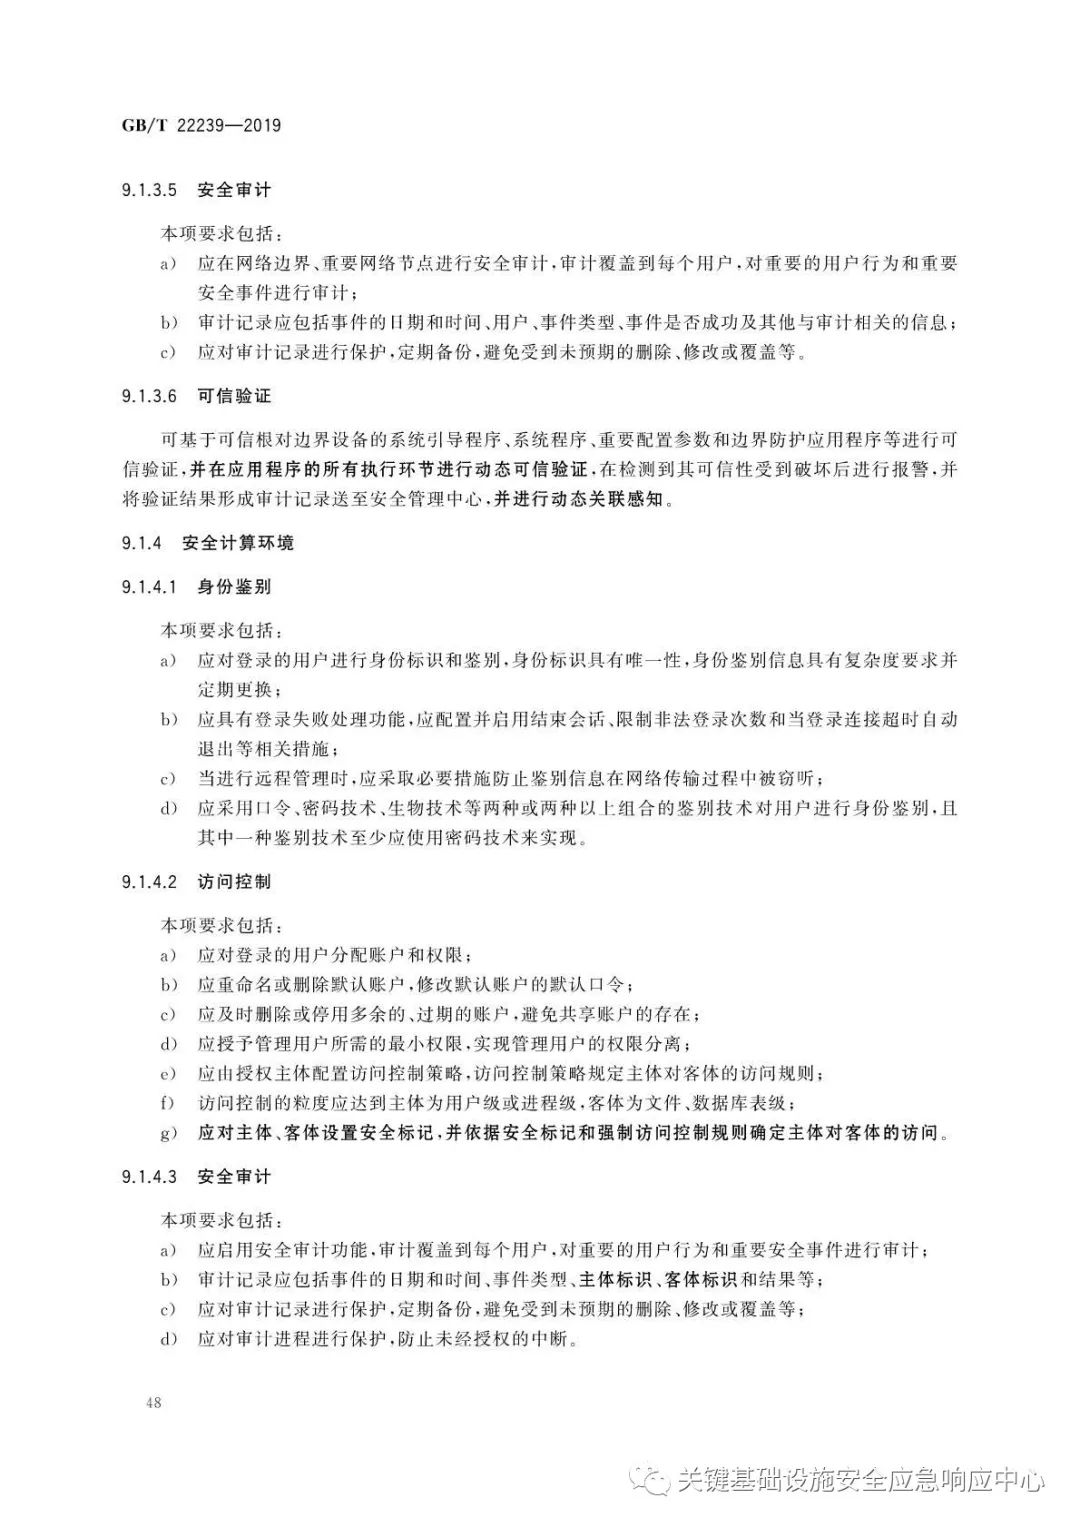 GB/T 22239—2019
9.1.3.5 安全审计
本项要求包括:
a) 应在网络边界、重要网络节点进行安全审计,审计覆盖到每个用户,对重要的用户行为和重要
安全事件进行审计;
b) 审计记录应包括事件的日期和时间、用户、事件类型、事件是否成功及其他与审计相关的信息;
c) 应对审计记录进行保护,定期备份,避免受到未预期的删除、修改或覆盖等。
9.1.3.6 可信验证
可基于可信根对边界设备的系统引导程序、系统程序、重要配置参数和边界防护应用程序等进行可
信验证,并在应用程序的所有执行环节进行动态可信验证,在检测到其可信性受到破坏后进行报警,并
将验证结果形成审计记录送至安全管理中心,并进行动态关联感知。
9.1.4 安全计算环境
9.1.4.1 身份鉴别
本项要求包括:
a) 应对登录的用户进行身份标识和鉴别,身份标识具有唯一性,身份鉴别信息具有复杂度要求并
定期更换;
b) 应具有登录失败处理功能,应配置并启用结束会话、限制非法登录次数和当登录连接超时自动
退出等相关措施;
c) 当进行远程管理时,应采取必要措施防止鉴别信息在网络传输过程中被窃听;
d) 应采用口令、密码技术、生物技术等两种或两种以上组合的鉴别技术对用户进行身份鉴别,且
其中一种鉴别技术至少应使用密码技术来实现。
9.1.4.2 访问控制
本项要求包括:
a) 应对登录的用户分配账户和权限;
b) 应重命名或删除默认账户,修改默认账户的默认口令;
c) 应及时删除或停用多余的、过期的账户,避免共享账户的存在;
d) 应授予管理用户所需的最小权限,实现管理用户的权限分离;
e) 应由授权主体配置访问控制策略,访问控制策略规定主体对客体的访问规则;
f) 访问控制的粒度应达到主体为用户级或进程级,客体为文件、数据库表级;
g) 应对主体、客体设置安全标记,并依据安全标记和强制访问控制规则确定主体对客体的访问。
9.1.4.3 安全审计
本项要求包括:
a) 应启用安全审计功能,审计覆盖到每个用户,对重要的用户行为和重要安全事件进行审计;
b) 审计记录应包括事件的日期和时间、事件类型、主体标识、客体标识和结果等;
c) 应对审计记录进行保护,定期备份,避免受到未预期的删除、修改或覆盖等;
d) 应对审计进程进行保护,防止未经授权的中断。
48
关键基础设施安全应急响应中心